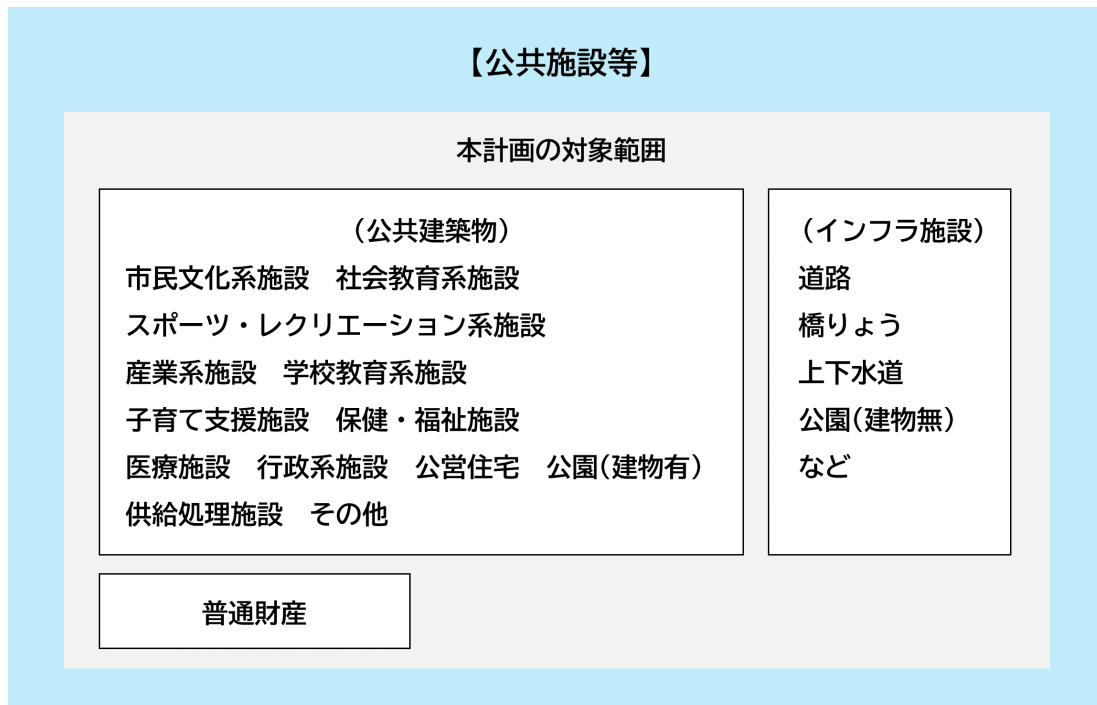 【公共施設等】
本計画の対象範囲
（公共建築物）
市民文化系施設　社会教育系施設
スポーツ・レクリエーション系施設
産業系施設　学校教育系施設
子育て支援施設　保健・福祉施設
医療施設　行政系施設　公営住宅　公園（建物有）
供給処理施設　その他
（インフラ施設）
道路
橋りょう
上下水道
公園（建物無）
など
普通財産